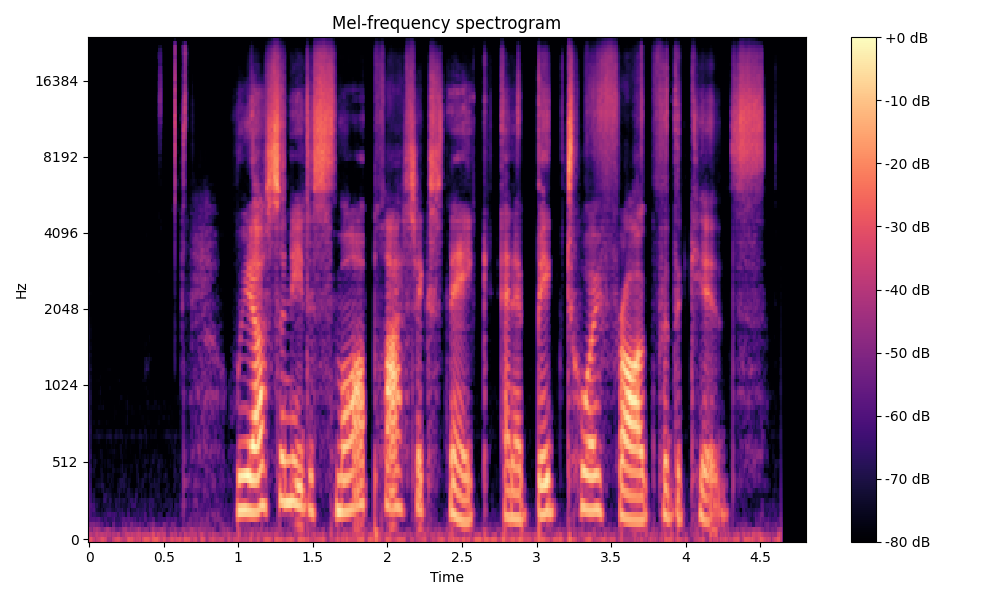 Mel-frequency spectrogram
Hz
16384
8192
4096
2048
1024
512
0
0 0.5 1 1.5 2 2.5 3 3.5 4 4.5
Time
+0 dB
-10 dB
-20 dB
-30 dB
-40 dB
-50 dB
-60 dB
-70 dB
-80 dB